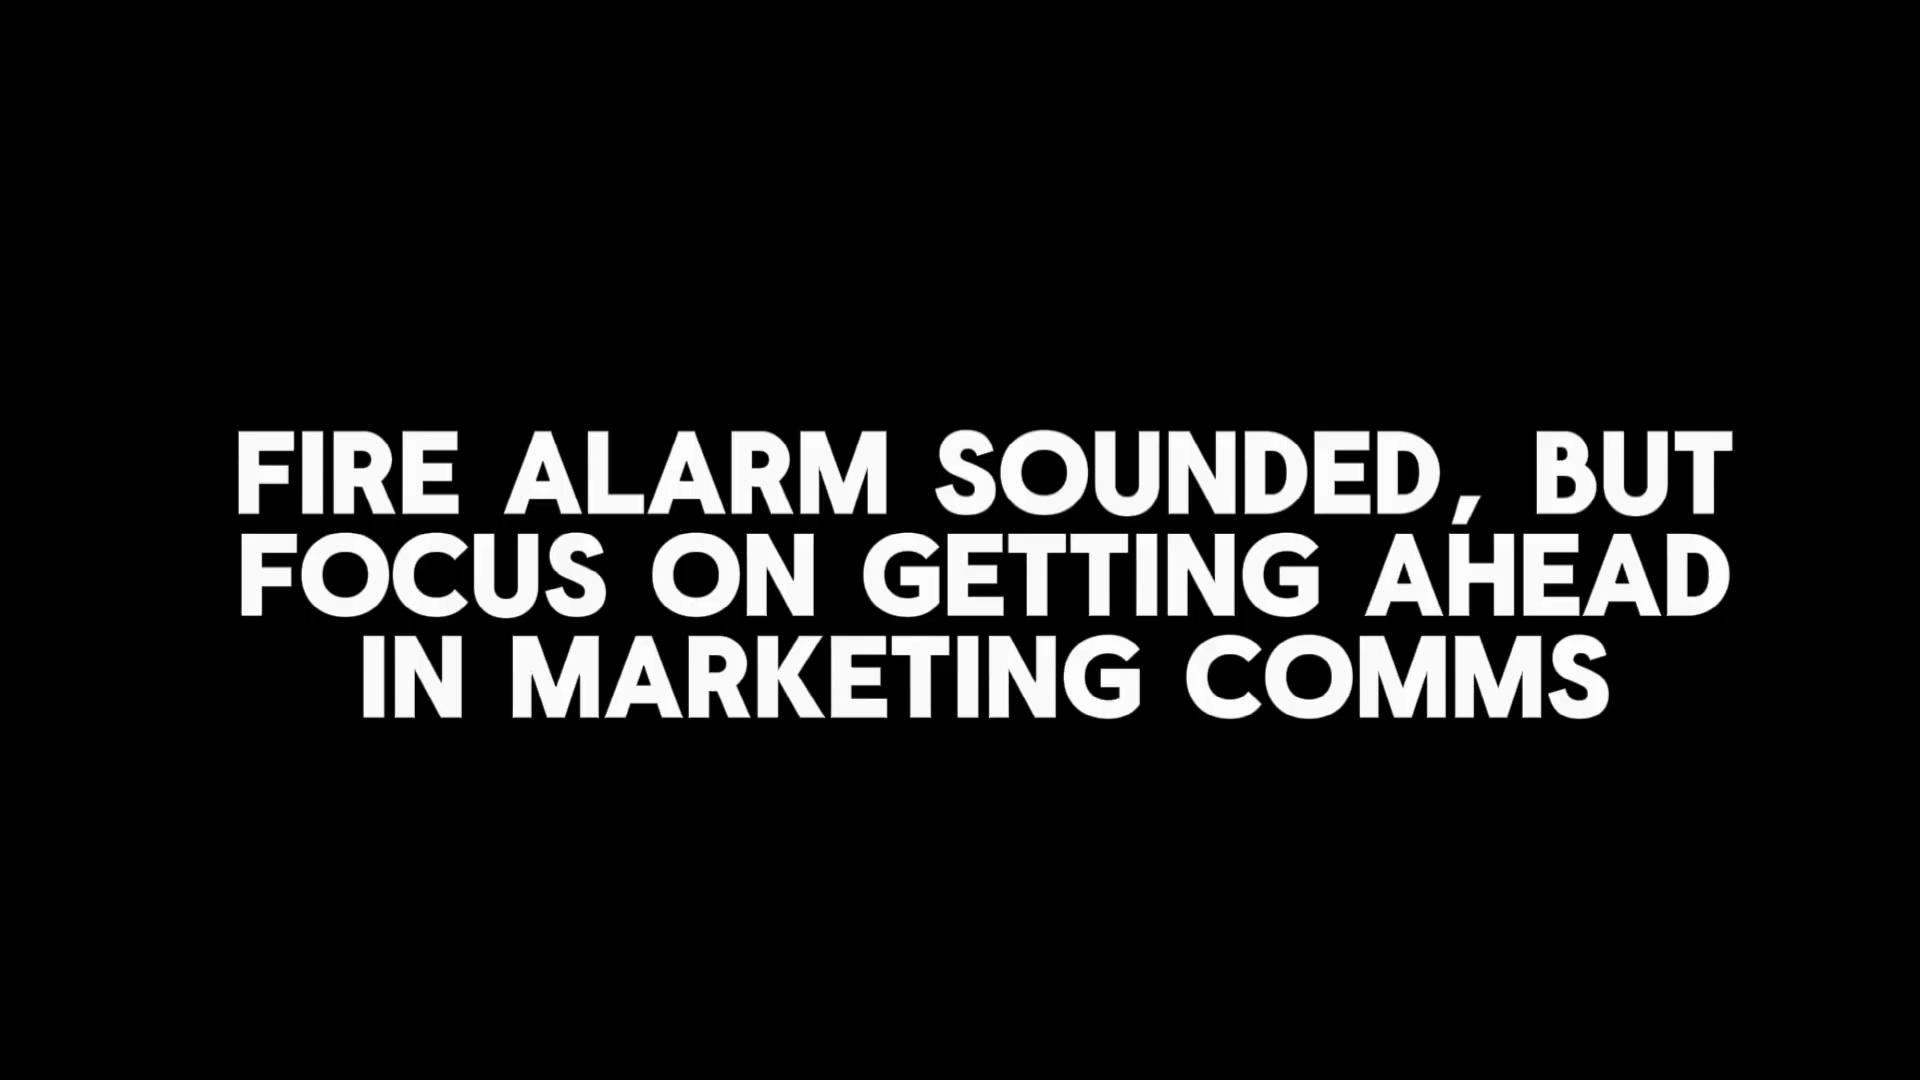 FIRE ALARM SOUNDED, BUT
FOCUS ON GETTING AHEAD
IN MARKETING COMMS